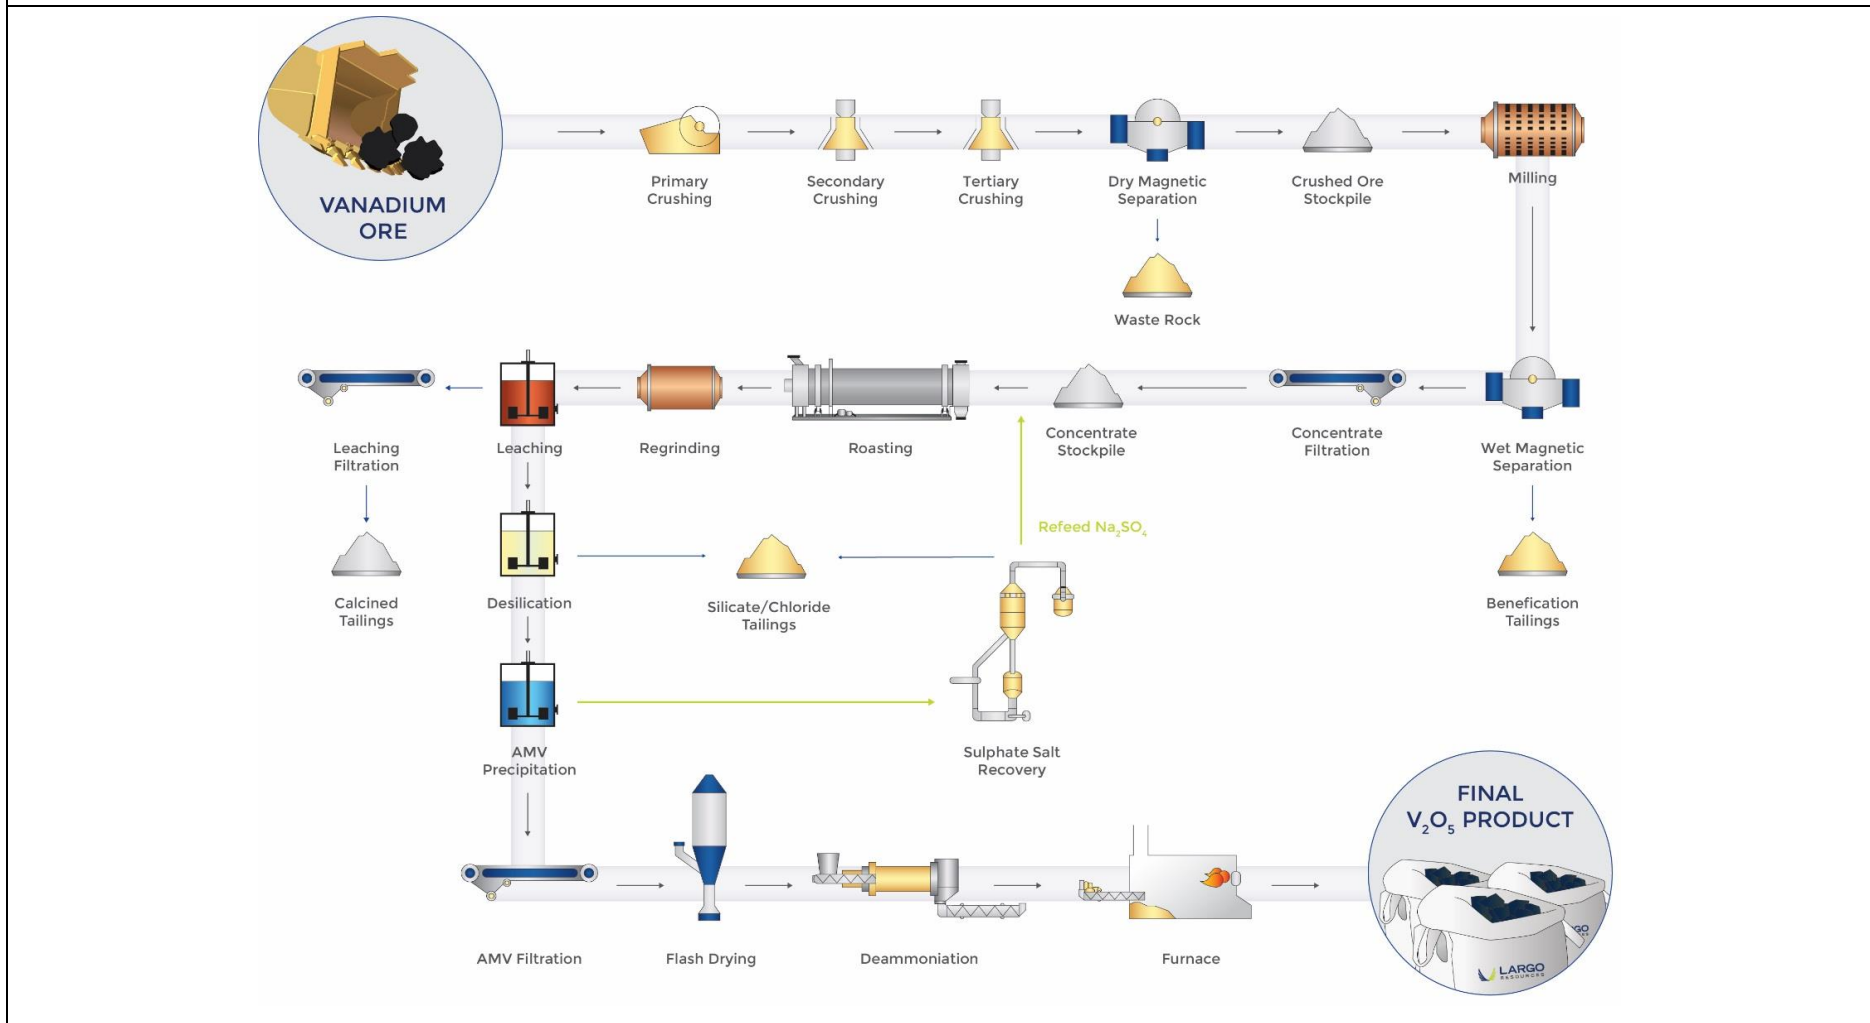 VANADIUM
ORE
Primary
Crushing
Secondary
Crushing
Tertiary
Crushing
Dry Magnetic
Separation
Crushed Ore
Stockpile
Milling
Waste Rock
Leaching
Filtration
Leaching
Regrinding
Roasting
Concentrate
Stockpile
Concentrate
Filtration
Wet Magnetic
Separation
Refeed Na₂SO₄
Calcined
Tailings
Desilication
Silicate/Chloride
Tailings
Benefication
Tailings
AMV
Precipitation
Sulphate Salt
Recovery
FINAL
V₂O₅ PRODUCT
AMV Filtration
Flash Drying
Deammoniation
Furnace
GO
LARGO
RESOURCES